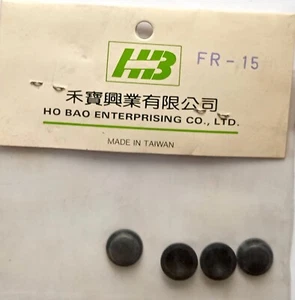 HB
FR-15
禾寶興業有限公司
HO BAO ENTERPRISING CO., LTD.
MADE IN TAIWAN